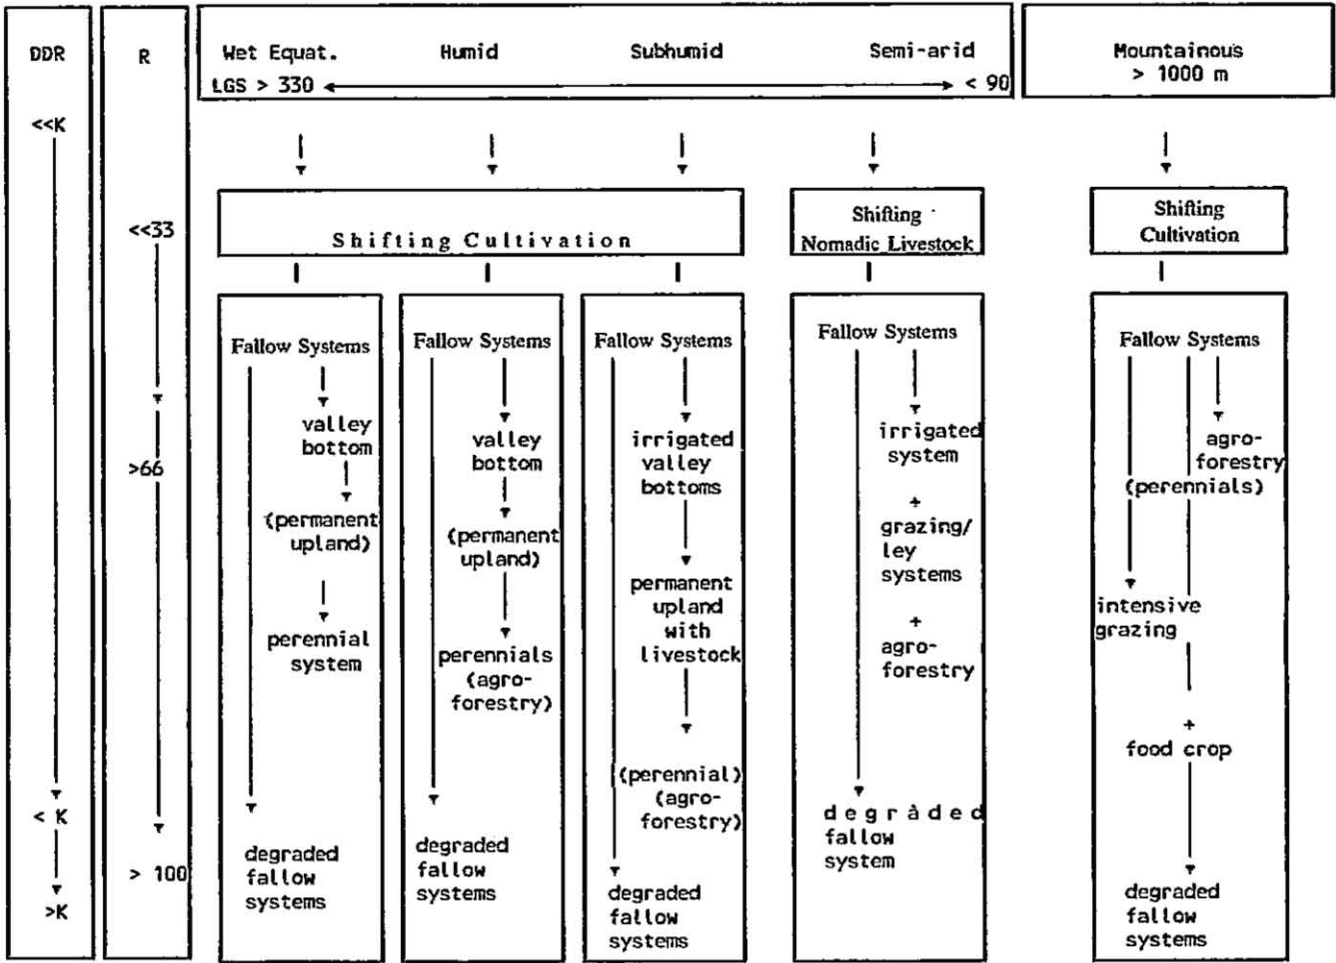 DDR
<<K
< K
>K
R
<<33
>66
> 100
Wet Equat. Humid Subhumid Semi-arid
LGS > 330 < 90
Mountainous
> 1000 m
Shifting Cultivation
Shifting
Nomadic Livestock
Shifting
Cultivation
Fallow Systems
valley
bottom
(permanent
upland)
perennial
system
degraded
fallow
systems
Fallow Systems
valley
bottom
(permanent
upland)
perennials
(agro-
forestry)
degraded
fallow
systems
Fallow Systems
irrigated
valley
bottoms
permanent
upland
with
livestock
(perennial)
(agro-
forestry)
degraded
fallow
systems
Fallow Systems
irrigated
system
+
grazing/
ley
systems
+
agro-
forestry
degraded
fallow
system
Fallow Systems
agro-
forestry
(perennials)
intensive
grazing
+
food crop
degraded
fallow
systems